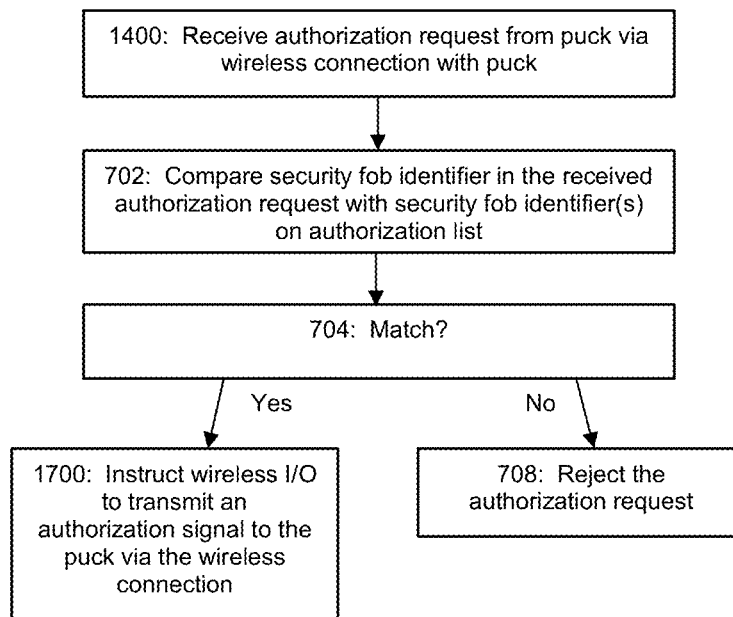 1400: Receive authorization request from puck via
wireless connection with puck
702: Compare security fob identifier in the received
authorization request with security fob identifier(s)
on authorization list
704: Match?
Yes
No
1700: Instruct wireless I/O
to transmit an
authorization signal to the
puck via the wireless
connection
708: Reject the
authorization request